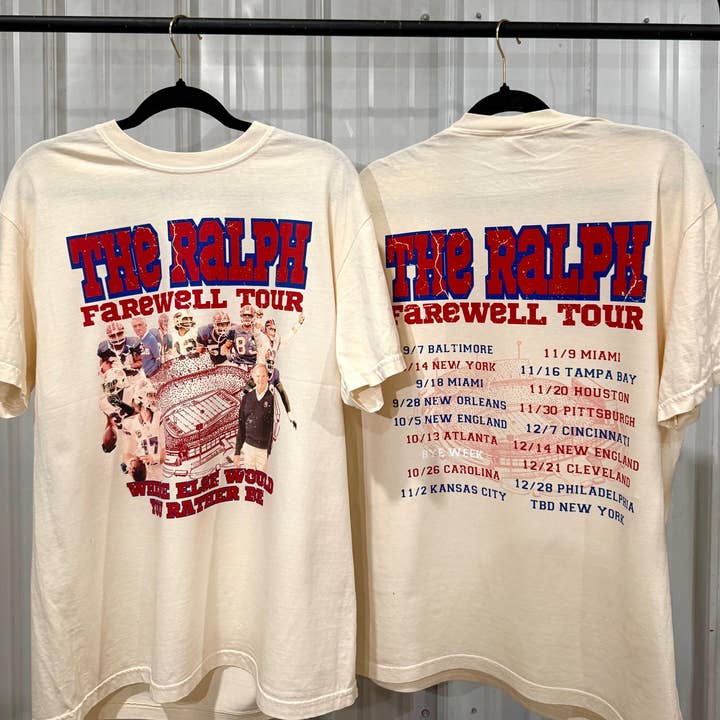 THE RALPH
FAREWELL TOUR
12
83
17
WHERE ELSE WOULD
YOU RATHER BE
THE RALPH
FAREWELL TOUR
9/7 BALTIMORE
/14 NEW YORK
9/18 MIAMI
9/28 NEW ORLEANS
10/5 NEW ENGLAND
10/13 ATLANTA
BYE WEEK
10/26 CAROLINA
11/2 KANSAS CITY
11/9 MIAMI
11/16 TAMPA BAY
11/20 HOUSTON
11/30 PITTSBURGH
12/7 CINCINNATI
12/14 NEW ENGLAND
12/21 CLEVELAND
12/28 PHILADELPHIA
TBD NEW YORK